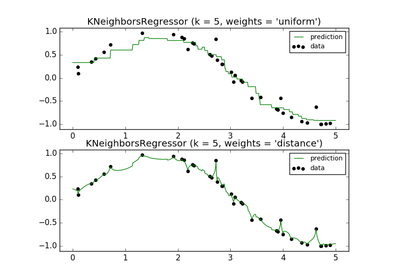 KNeighborsRegressor (k = 5, weights = 'uniform')
1.0
0.5
0.0
−0.5
−1.0
prediction
data
0 1 2 3 4 5
KNeighborsRegressor (k = 5, weights = 'distance')
1.0
0.5
0.0
−0.5
−1.0
prediction
data
0 1 2 3 4 5